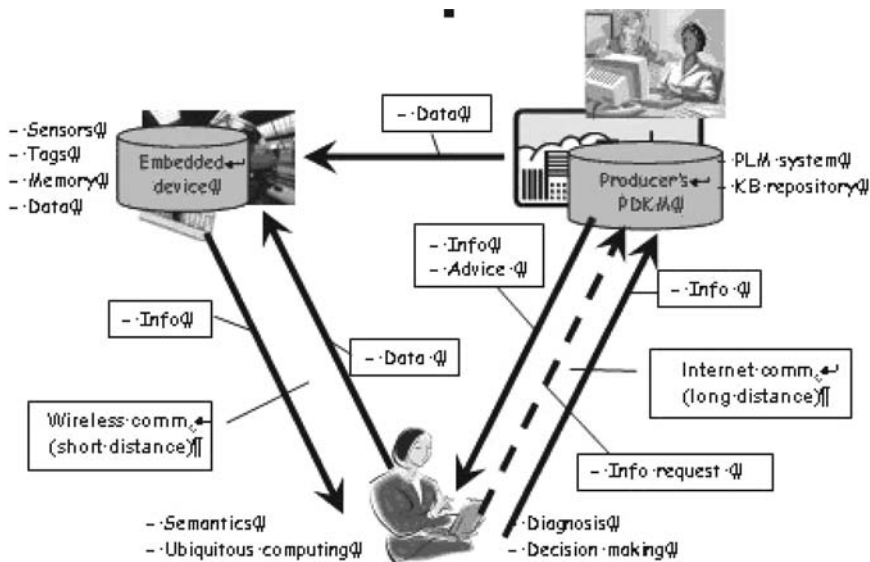 - Data
- Sensors
- Tags
- Memory
- Data
Embedded
device
Producer's
PDKM
- PLM system
- KB repository
- Info
- Advice
- Info
- Info
- Data
Internet comm.
(long distance)
Wireless comm.
(short distance)
- Info request
- Semantics
- Ubiquitous computing
- Diagnosis
- Decision making